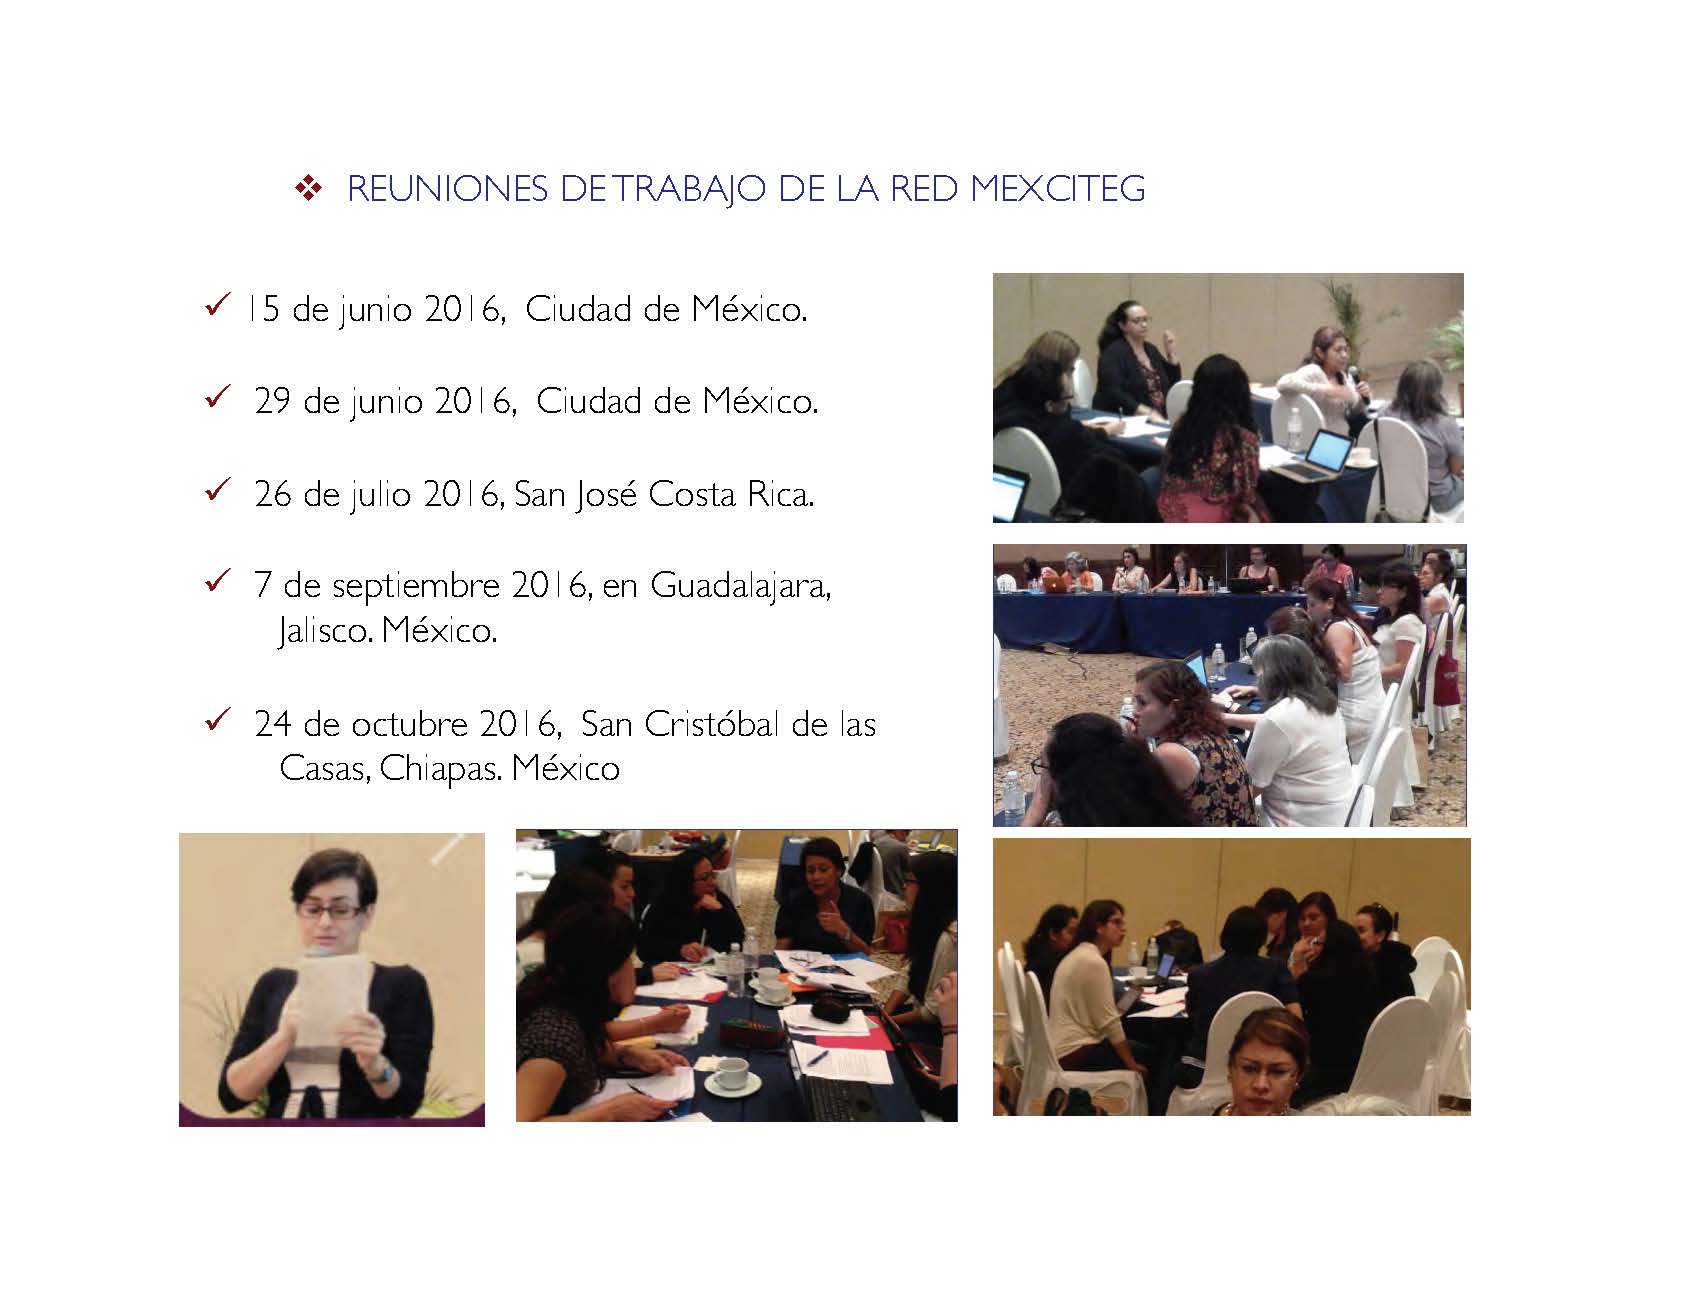 ❖ REUNIONES DE TRABAJO DE LA RED MEXCITEG
✓ 15 de junio 2016, Ciudad de México.
✓ 29 de junio 2016, Ciudad de México.
✓ 26 de julio 2016, San José Costa Rica.
✓ 7 de septiembre 2016, en Guadalajara,
Jalisco. México.
✓ 24 de octubre 2016, San Cristóbal de las
Casas, Chiapas. México